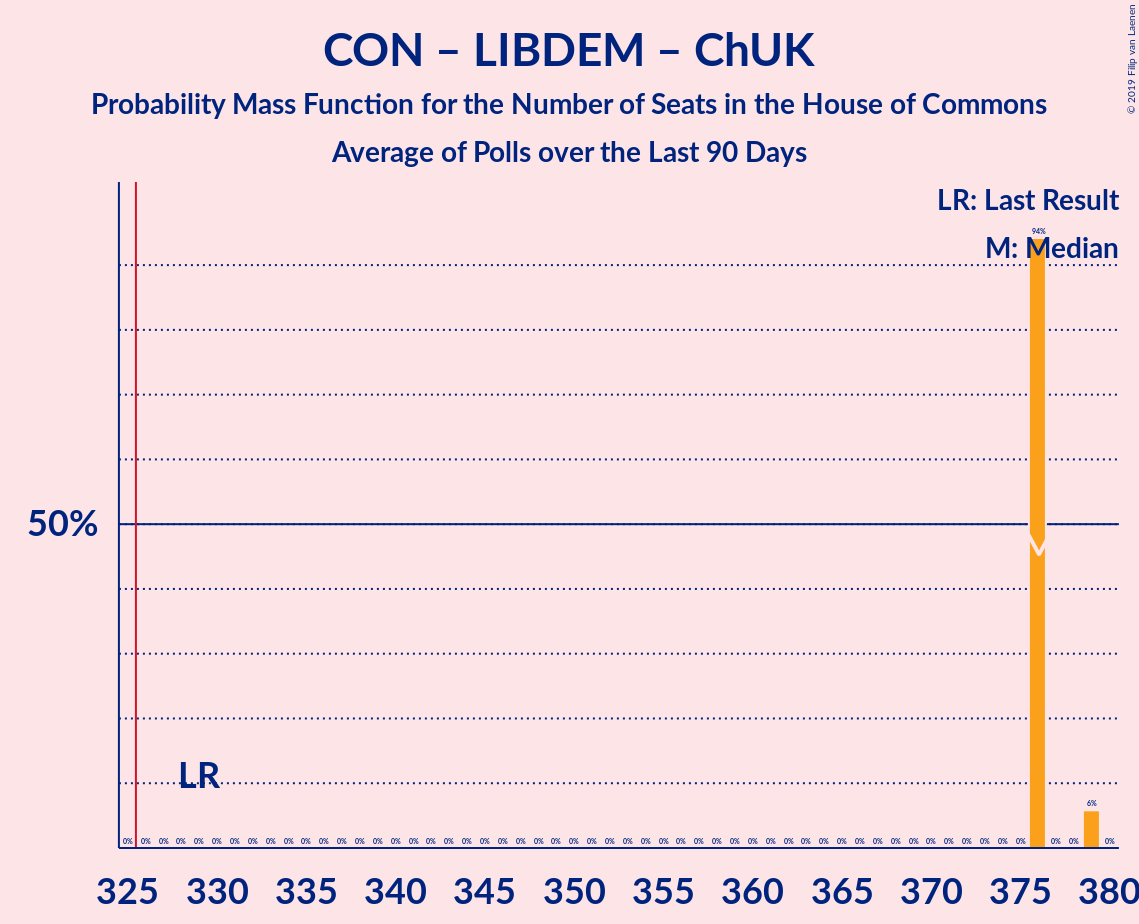 CON – LIBDEM – ChUK
Probability Mass Function for the Number of Seats in the House of Commons
Average of Polls over the Last 90 Days
© 2019 Filip van Laenen
LR: Last Result
94%
M: Median
50%
LR
6%
0% 0% 0% 0% 0% 0% 0% 0% 0% 0% 0% 0% 0% 0% 0% 0% 0% 0% 0% 0% 0% 0% 0% 0% 0% 0% 0% 0% 0% 0% 0% 0% 0% 0% 0% 0% 0% 0% 0% 0% 0% 0% 0% 0% 0% 0% 0% 0% 0% 0% 0% 0% 0% 0%
325 330 335 340 345 350 355 360 365 370 375 380